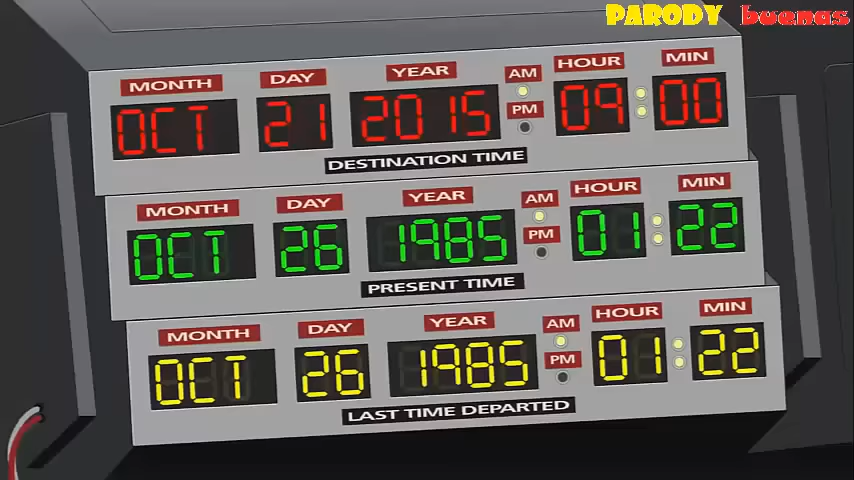 PARODY buenas
MONTH DAY YEAR AM PM HOUR MIN
OCT 21 2015 09:00
DESTINATION TIME
MONTH DAY YEAR AM PM HOUR MIN
OCT 26 1985 01:22
PRESENT TIME
MONTH DAY YEAR AM PM HOUR MIN
OCT 26 1985 01:22
LAST TIME DEPARTED